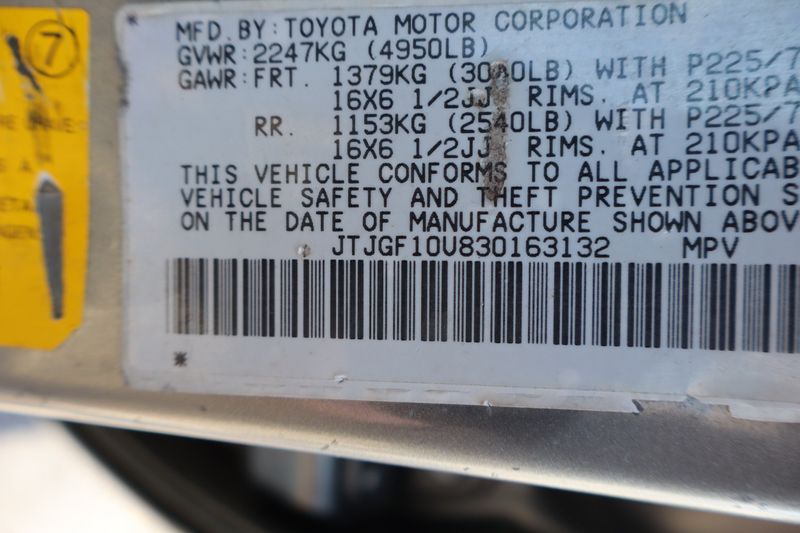 MFD. BY: TOYOTA MOTOR CORPORATION
GVWR: 2247KG (4950LB)
GAWR: FRT. 1379KG (3040LB) WITH P225/7
16X6 1/2JJ RIMS. AT 210KPA
RR. 1153KG (2540LB) WITH P225/7
16X6 1/2JJ RIMS. AT 210KPA
THIS VEHICLE CONFORMS TO ALL APPLICAB
VEHICLE SAFETY AND THEFT PREVENTION S
ON THE DATE OF MANUFACTURE SHOWN ABOV
JTJGF10U830163132 MPV
7